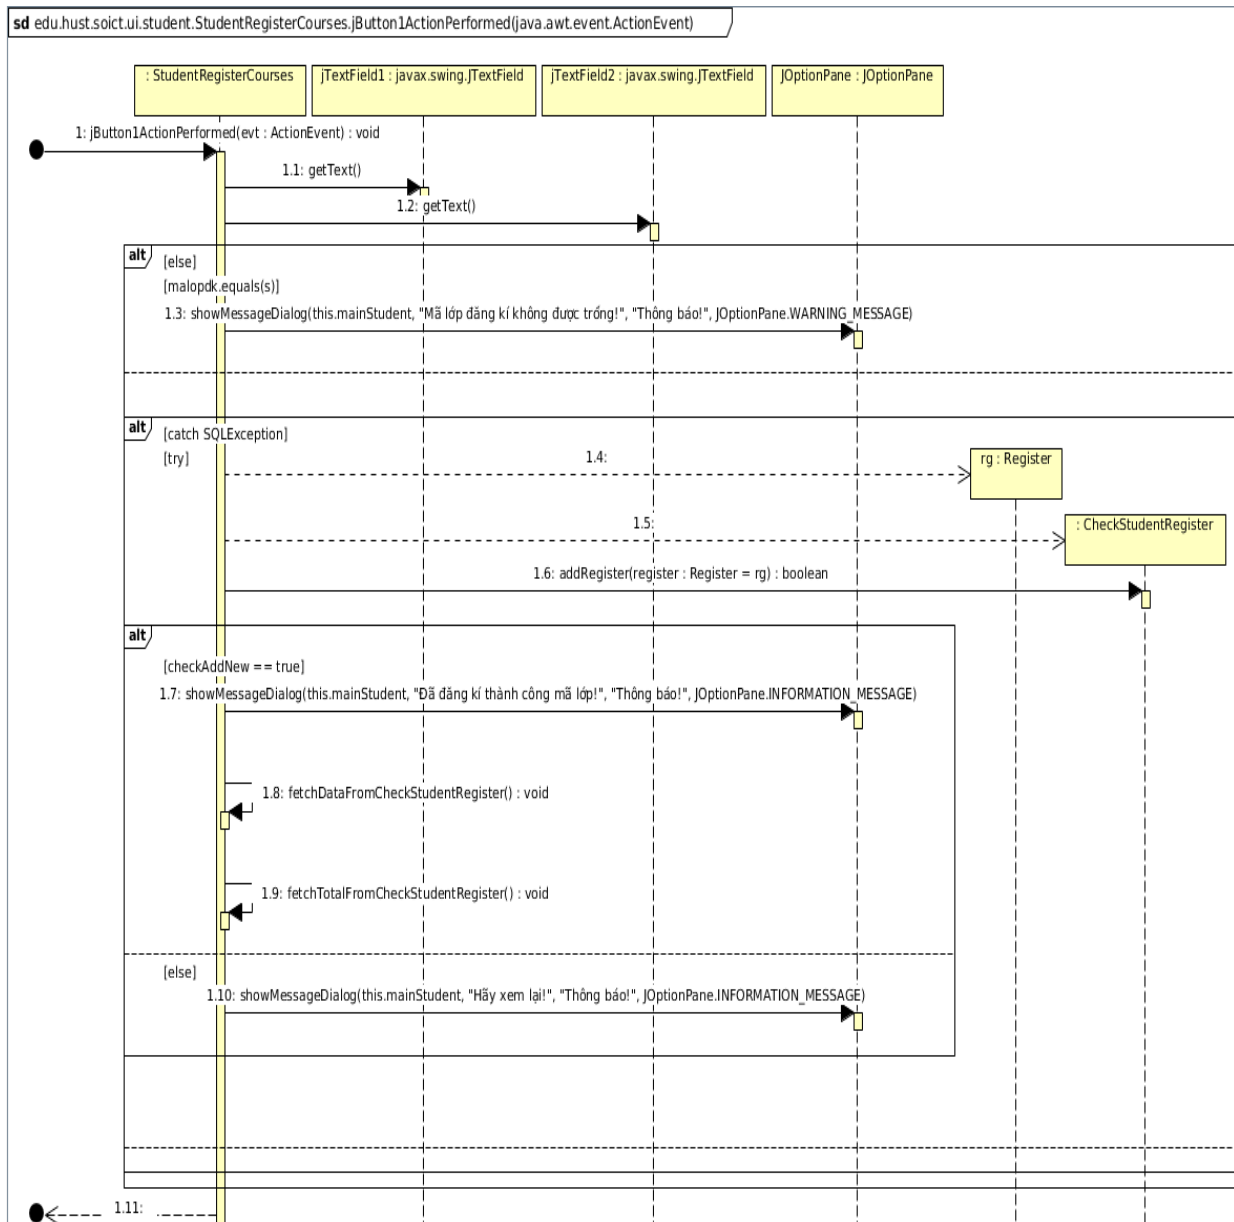 sd edu.hust.soict.ui.student.StudentRegisterCourses.jButton1ActionPerformed(java.awt.event.ActionEvent)
: StudentRegisterCourses
jTextField1 : javax.swing.JTextField
jTextField2 : javax.swing.JTextField
JOptionPane : JOptionPane
1: jButton1ActionPerformed(evt : ActionEvent) : void
1.1: getText()
1.2: getText()
alt
[else]
[malopdk.equals(s)]
1.3: showMessageDialog(this.mainStudent, "Mã lớp đăng kí không được trống!", "Thông báo!", JOptionPane.WARNING_MESSAGE)
alt
[catch SQLException]
[try]
1.4:
rg : Register
1.5:
: CheckStudentRegister
1.6: addRegister(register : Register = rg) : boolean
alt
[checkAddNew == true]
1.7: showMessageDialog(this.mainStudent, "Đã đăng kí thành công mã lớp!", "Thông báo!", JOptionPane.INFORMATION_MESSAGE)
1.8: fetchDataFromCheckStudentRegister() : void
1.9: fetchTotalFromCheckStudentRegister() : void
[else]
1.10: showMessageDialog(this.mainStudent, "Hãy xem lại!", "Thông báo!", JOptionPane.INFORMATION_MESSAGE)
1.11: